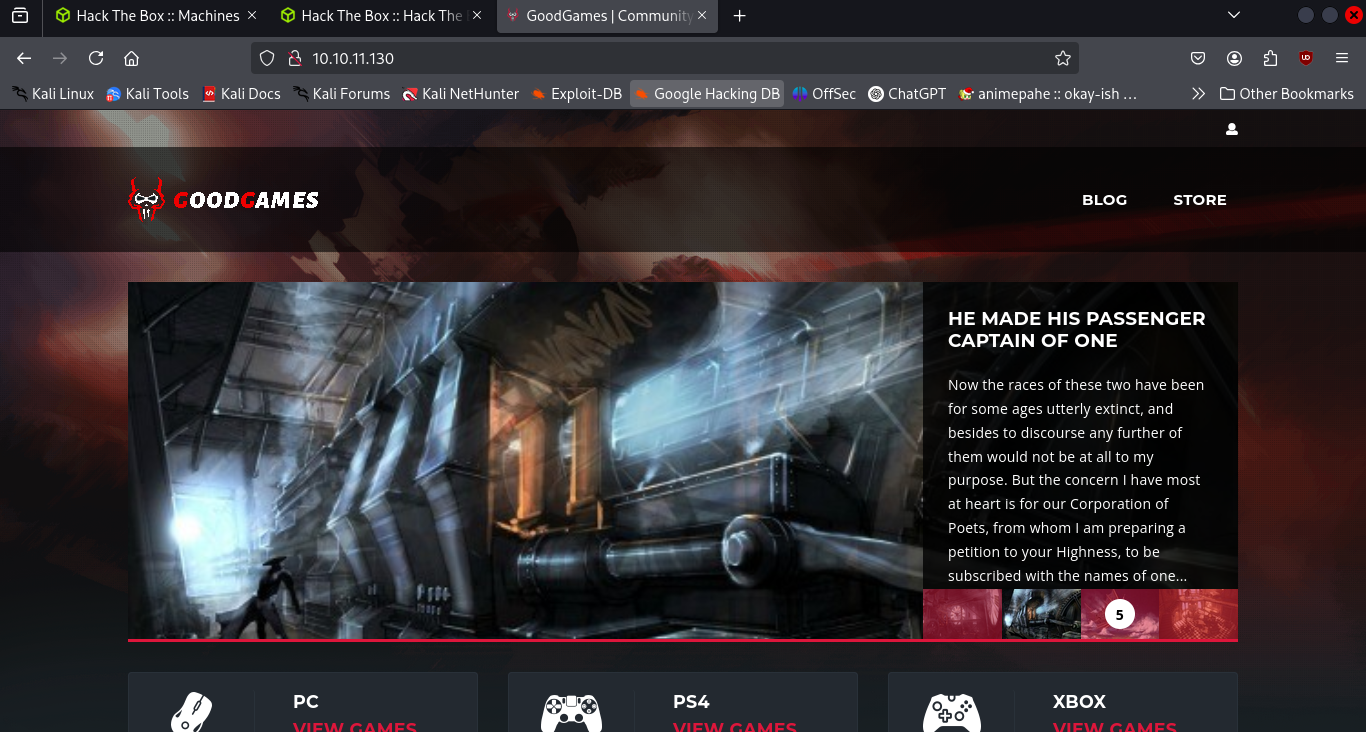 Hack The Box :: Machines
Hack The Box :: Hack The
GoodGames | Community
10.10.11.130
Kali Linux
Kali Tools
Kali Docs
Kali Forums
Kali NetHunter
Exploit-DB
Google Hacking DB
OffSec
ChatGPT
animepahe :: okay-ish ...
Other Bookmarks
GOODGAMES
BLOG
STORE
HE MADE HIS PASSENGER
CAPTAIN OF ONE
Now the races of these two have been
for some ages utterly extinct, and
besides to discourse any further of
them would not be at all to my
purpose. But the concern I have most
at heart is for our Corporation of
Poets, from whom I am preparing a
petition to your Highness, to be
subscribed with the names of one...
5
PC
VIEW GAMES
PS4
VIEW GAMES
XBOX
VIEW GAMES